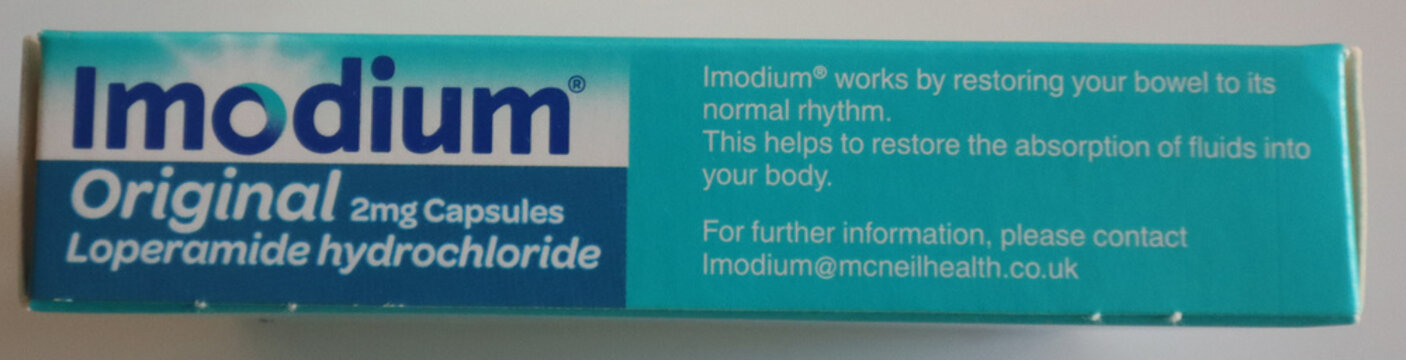 Imodium®
Original 2mg Capsules
Loperamide hydrochloride
Imodium® works by restoring your bowel to its
normal rhythm.
This helps to restore the absorption of fluids into
your body.
For further information, please contact
Imodium@mcneilhealth.co.uk